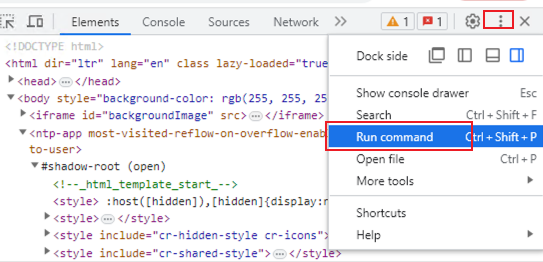 Elements Console Sources Network 1 1
<!DOCTYPE html>
<html dir="ltr" lang="en" class lazy-loaded="true
<head> </head>
<body style="background-color: rgb(255, 255, 25
<iframe id="backgroundImage" src> </iframe>
<ntp-app most-visited-reflow-on-overflow-enab
to-user>
#shadow-root (open)
<!--_html_template_start_-->
<style> :host([hidden]),[hidden]{display:n
<style> </style>
<style include="cr-hidden-style cr-icons">
<style include="cr-shared-style"> </style>
Dock side
Show console drawer Esc
Search Ctrl + Shift + F
Run command Ctrl + Shift + P
Open file Ctrl + P
More tools
Shortcuts
Help